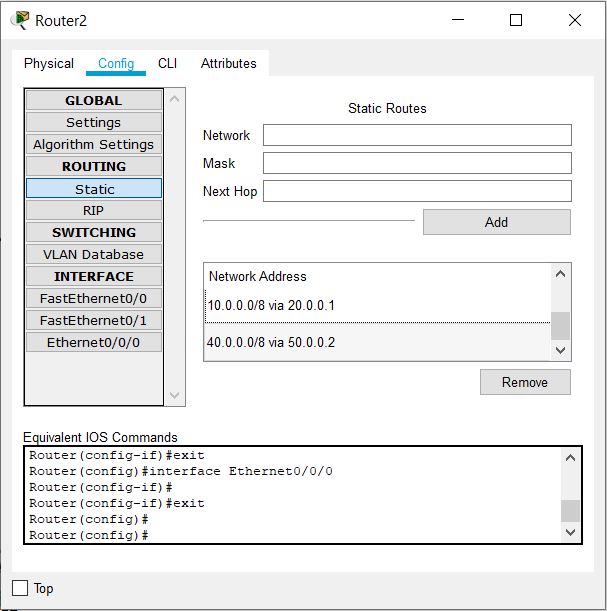 Router2
Physical Config CLI Attributes
GLOBAL
Settings
Algorithm Settings
ROUTING
Static
RIP
SWITCHING
VLAN Database
INTERFACE
FastEthernet0/0
FastEthernet0/1
Ethernet0/0/0
Static Routes
Network
Mask
Next Hop
Add
Network Address
10.0.0.0/8 via 20.0.0.1
40.0.0.0/8 via 50.0.0.2
Remove
Equivalent IOS Commands
Router(config-if)#exit
Router(config)#interface Ethernet0/0/0
Router(config-if)#
Router(config-if)#exit
Router(config)#
Router(config)#
Top